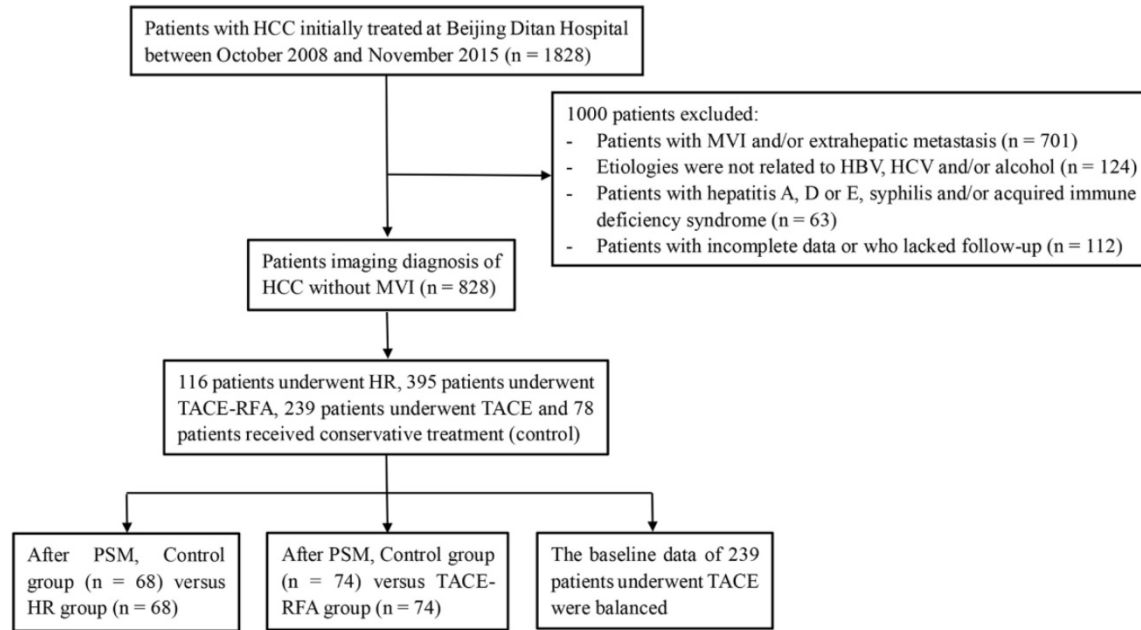 Patients with HCC initially treated at Beijing Ditan Hospital
between October 2008 and November 2015 (n = 1828)
1000 patients excluded:
- Patients with MVI and/or extrahepatic metastasis (n = 701)
- Etiologies were not related to HBV, HCV and/or alcohol (n = 124)
- Patients with hepatitis A, D or E, syphilis and/or acquired immune
deficiency syndrome (n = 63)
- Patients with incomplete data or who lacked follow-up (n = 112)
Patients imaging diagnosis of
HCC without MVI (n = 828)
116 patients underwent HR, 395 patients underwent
TACE-RFA, 239 patients underwent TACE and 78
patients received conservative treatment (control)
After PSM, Control
group (n = 68) versus
HR group (n = 68)
After PSM, Control group
(n = 74) versus TACE-
RFA group (n = 74)
The baseline data of 239
patients underwent TACE
were balanced